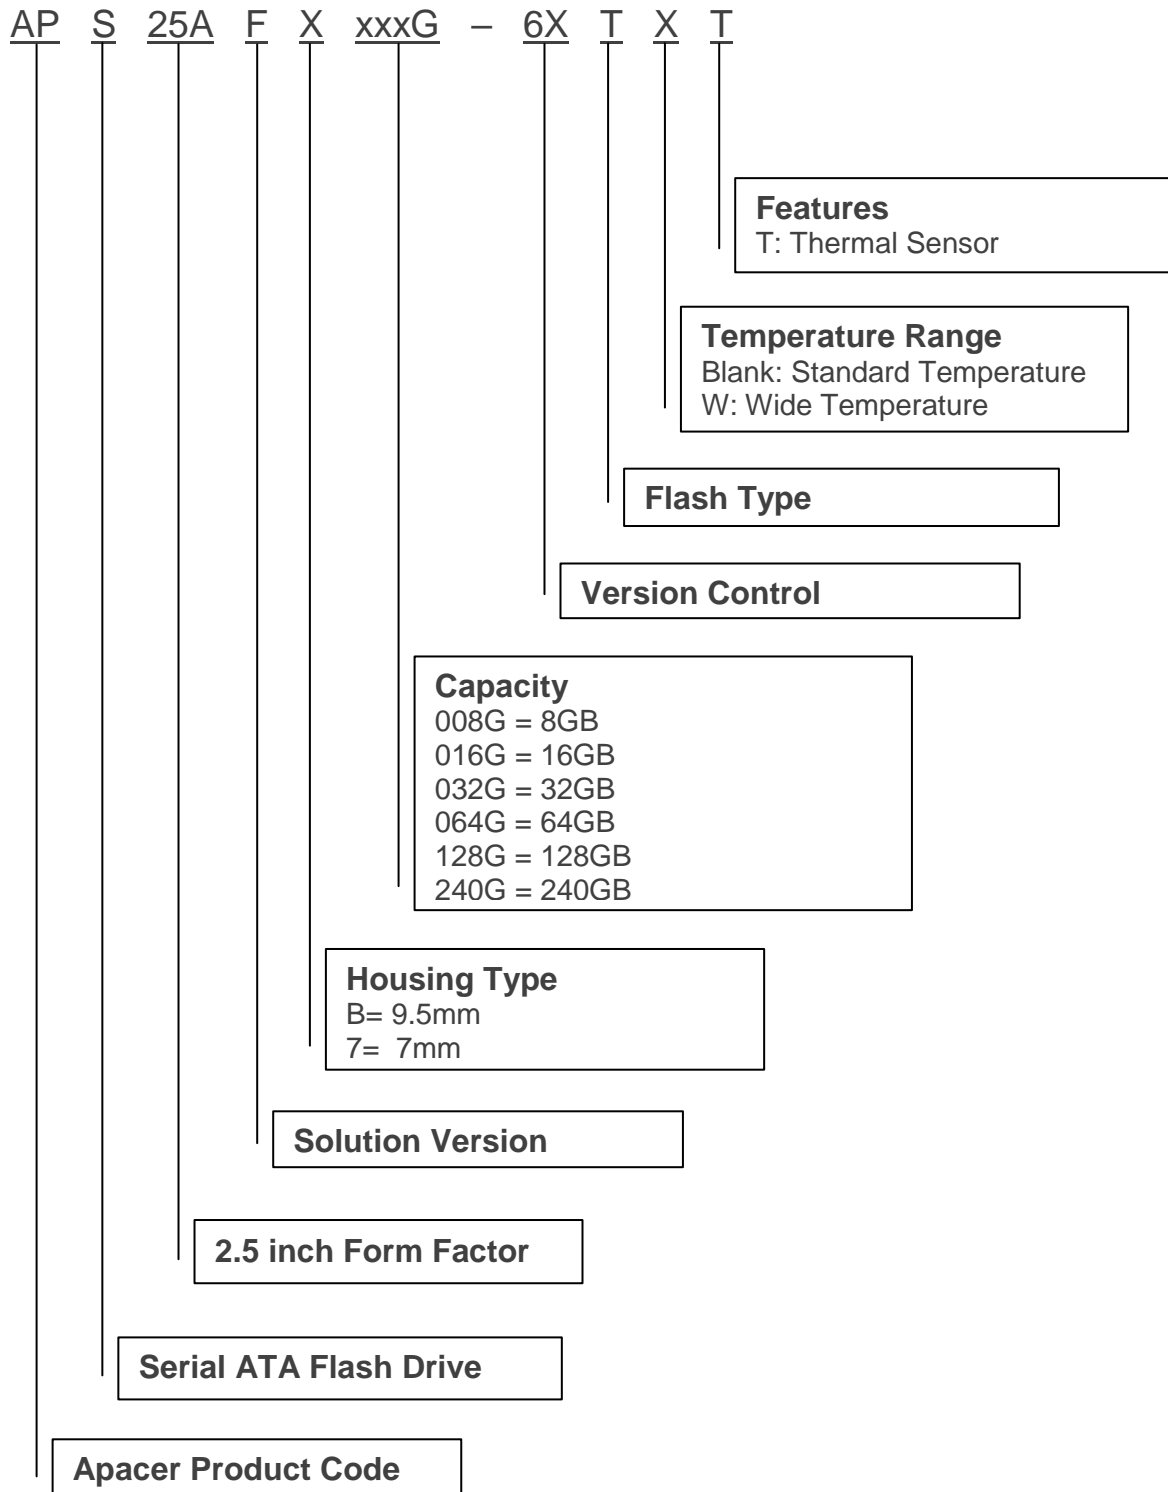 AP S 25A F X xxxG – 6X T X T
Features
T: Thermal Sensor
Temperature Range
Blank: Standard Temperature
W: Wide Temperature
Flash Type
Version Control
Capacity
008G = 8GB
016G = 16GB
032G = 32GB
064G = 64GB
128G = 128GB
240G = 240GB
Housing Type
B= 9.5mm
7= 7mm
Solution Version
2.5 inch Form Factor
Serial ATA Flash Drive
Apacer Product Code